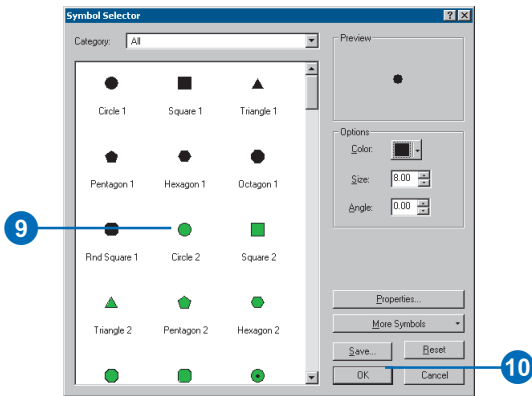 Symbol Selector
Category: All
Circle 1 Square 1 Triangle 1
Pentagon 1 Hexagon 1 Octagon 1
9
Rnd Square 1 Circle 2 Square 2
Triangle 2 Pentagon 2 Hexagon 2
Preview
Options
Color:
Size: 8.00
Angle: 0.00
Properties...
More Symbols
Save... Reset
OK Cancel
10